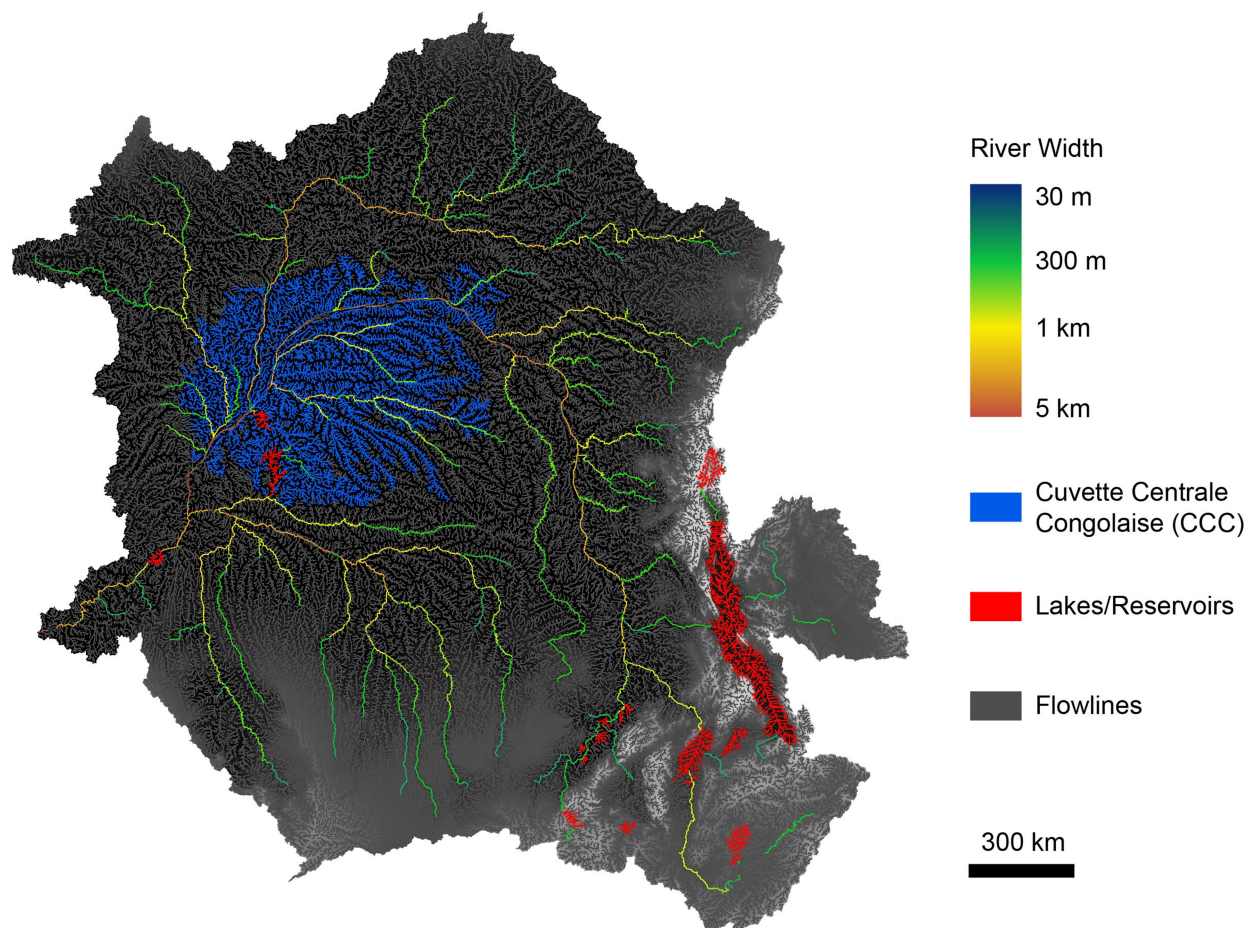 River Width
30 m
300 m
1 km
5 km
Cuvette Centrale
Congolaise (CCC)
Lakes/Reservoirs
Flowlines
300 km